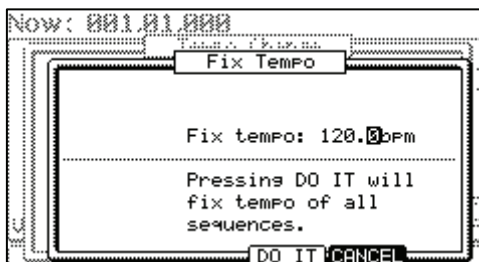 Now: 001.01.000
Fix Tempo
Fix tempo: 120.0bpm
Pressing DO IT will
fix tempo of all
sequences.
DO IT CANCEL